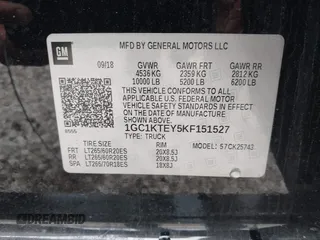 GM
MFD BY GENERAL MOTORS LLC
09/18 GVWR GAWR FRT GAWR RR
4536 KG 2359 KG 2812 KG
10000 LB 5200 LB 6200 LB
THIS VEHICLE CONFORMS TO ALL APPLICABLE
U.S. FEDERAL MOTOR
VEHICLE SAFETY STANDARDS IN EFFECT
ON THE DATE OF MANUFACTURE
SHOWN ABOVE.
1GC1KTEY5KF151527
TYPE: TRUCK MODEL: 57CK25743
TIRE SIZE RIM
FRT LT265/60R20ES 20X8.5J
RR LT265/60R20ES 20X8.5J
SPA LT265/70R18ES 18X8J